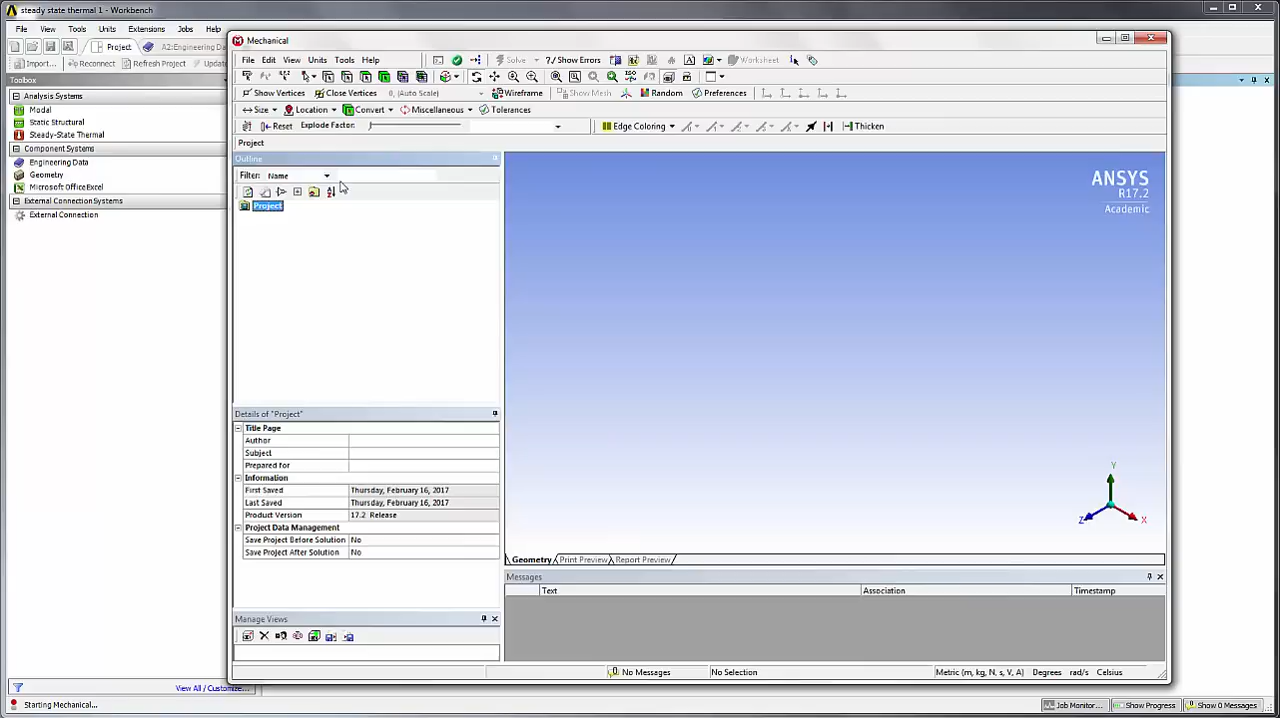 steady state thermal 1 - Workbench
File View Tools Units Extensions Jobs Help
Project A2:Engineering Da
Import... Reconnect Refresh Project Updat
Toolbox
Analysis Systems
Modal
Static Structural
Steady-State Thermal
Component Systems
Engineering Data
Geometry
Microsoft Office Excel
External Connection Systems
External Connection
View All / Customize...
Starting Mechanical...
Job Monitor... Show Progress Show 0 Messages
Mechanical
File Edit View Units Tools Help Solve ?/ Show Errors Worksheet
Show Vertices Close Vertices 0, (Auto Scale) Wireframe Show Mesh Random Preferences
Size Location Convert Miscellaneous Tolerances
Reset Explode Factor: Edge Coloring Thicken
Project
Outline
Filter: Name
Project
Details of "Project"
Title Page
Author
Subject
Prepared for
Information
First Saved Thursday, February 16, 2017
Last Saved Thursday, February 16, 2017
Product Version 17.2 Release
Project Data Management
Save Project Before Solution No
Save Project After Solution No
Manage Views
ANSYS
R17.2
Academic
Y
Z X
Geometry Print Preview Report Preview
Messages
Text Association Timestamp
No Messages No Selection Metric (m, kg, N, s, V, A) Degrees rad/s Celsius